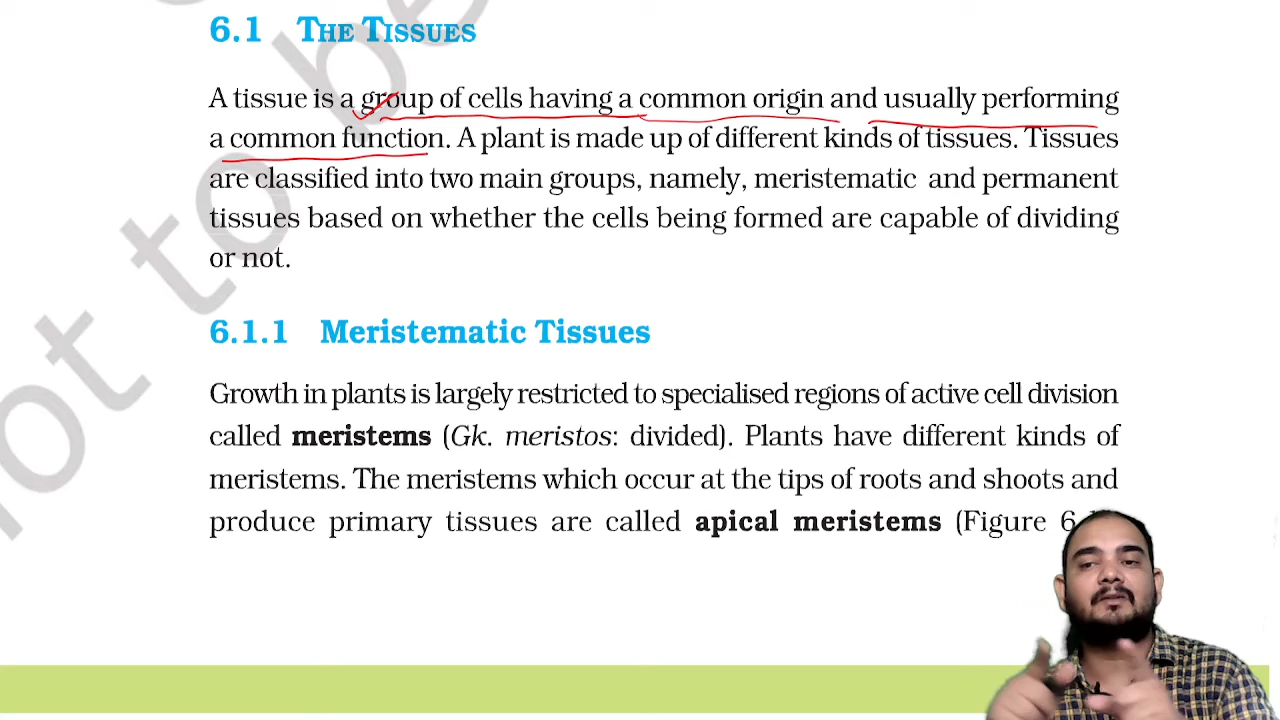 6.1 THE TISSUES
A tissue is a group of cells having a common origin and usually performing
a common function. A plant is made up of different kinds of tissues. Tissues
are classified into two main groups, namely, meristematic and permanent
tissues based on whether the cells being formed are capable of dividing
or not.
6.1.1 Meristematic Tissues
Growth in plants is largely restricted to specialised regions of active cell division
called meristems (Gk. meristos: divided). Plants have different kinds of
meristems. The meristems which occur at the tips of roots and shoots and
produce primary tissues are called apical meristems (Figure 6
not to be